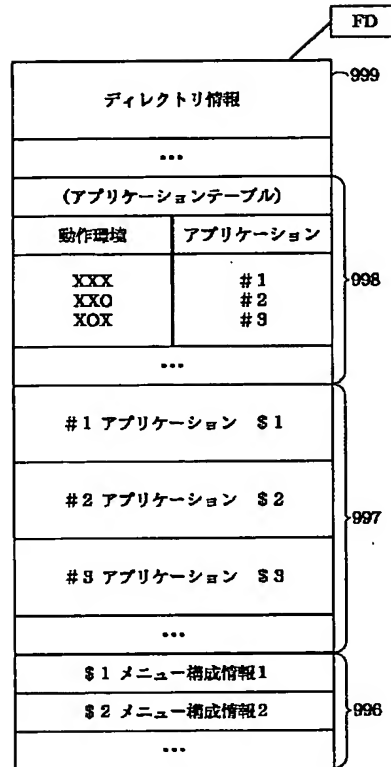 FD
999
ディレクトリ情報
...
(アプリケーションテーブル)
動作環境 アプリケーション
XXX #1
XXO #2
XOX #3
998
...
#1 アプリケーション $1
#2 アプリケーション $2
997
#3 アプリケーション $3
...
$1 メニュー構成情報1
$2 メニュー構成情報2
996
...